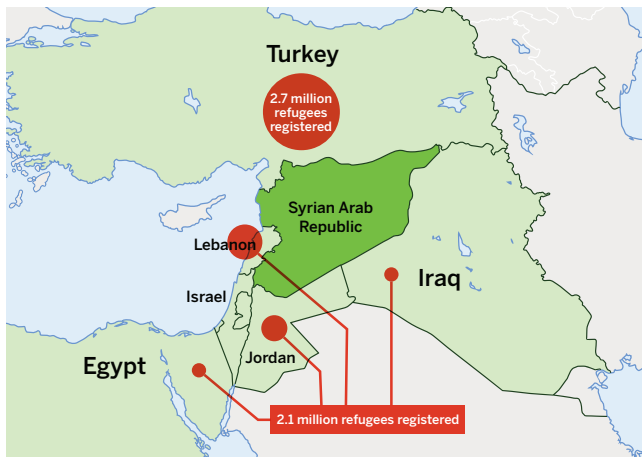 Turkey
2.7 million
refugees
registered
Syrian Arab
Republic
Lebanon
Iraq
Israel
Jordan
Egypt
2.1 million refugees registered